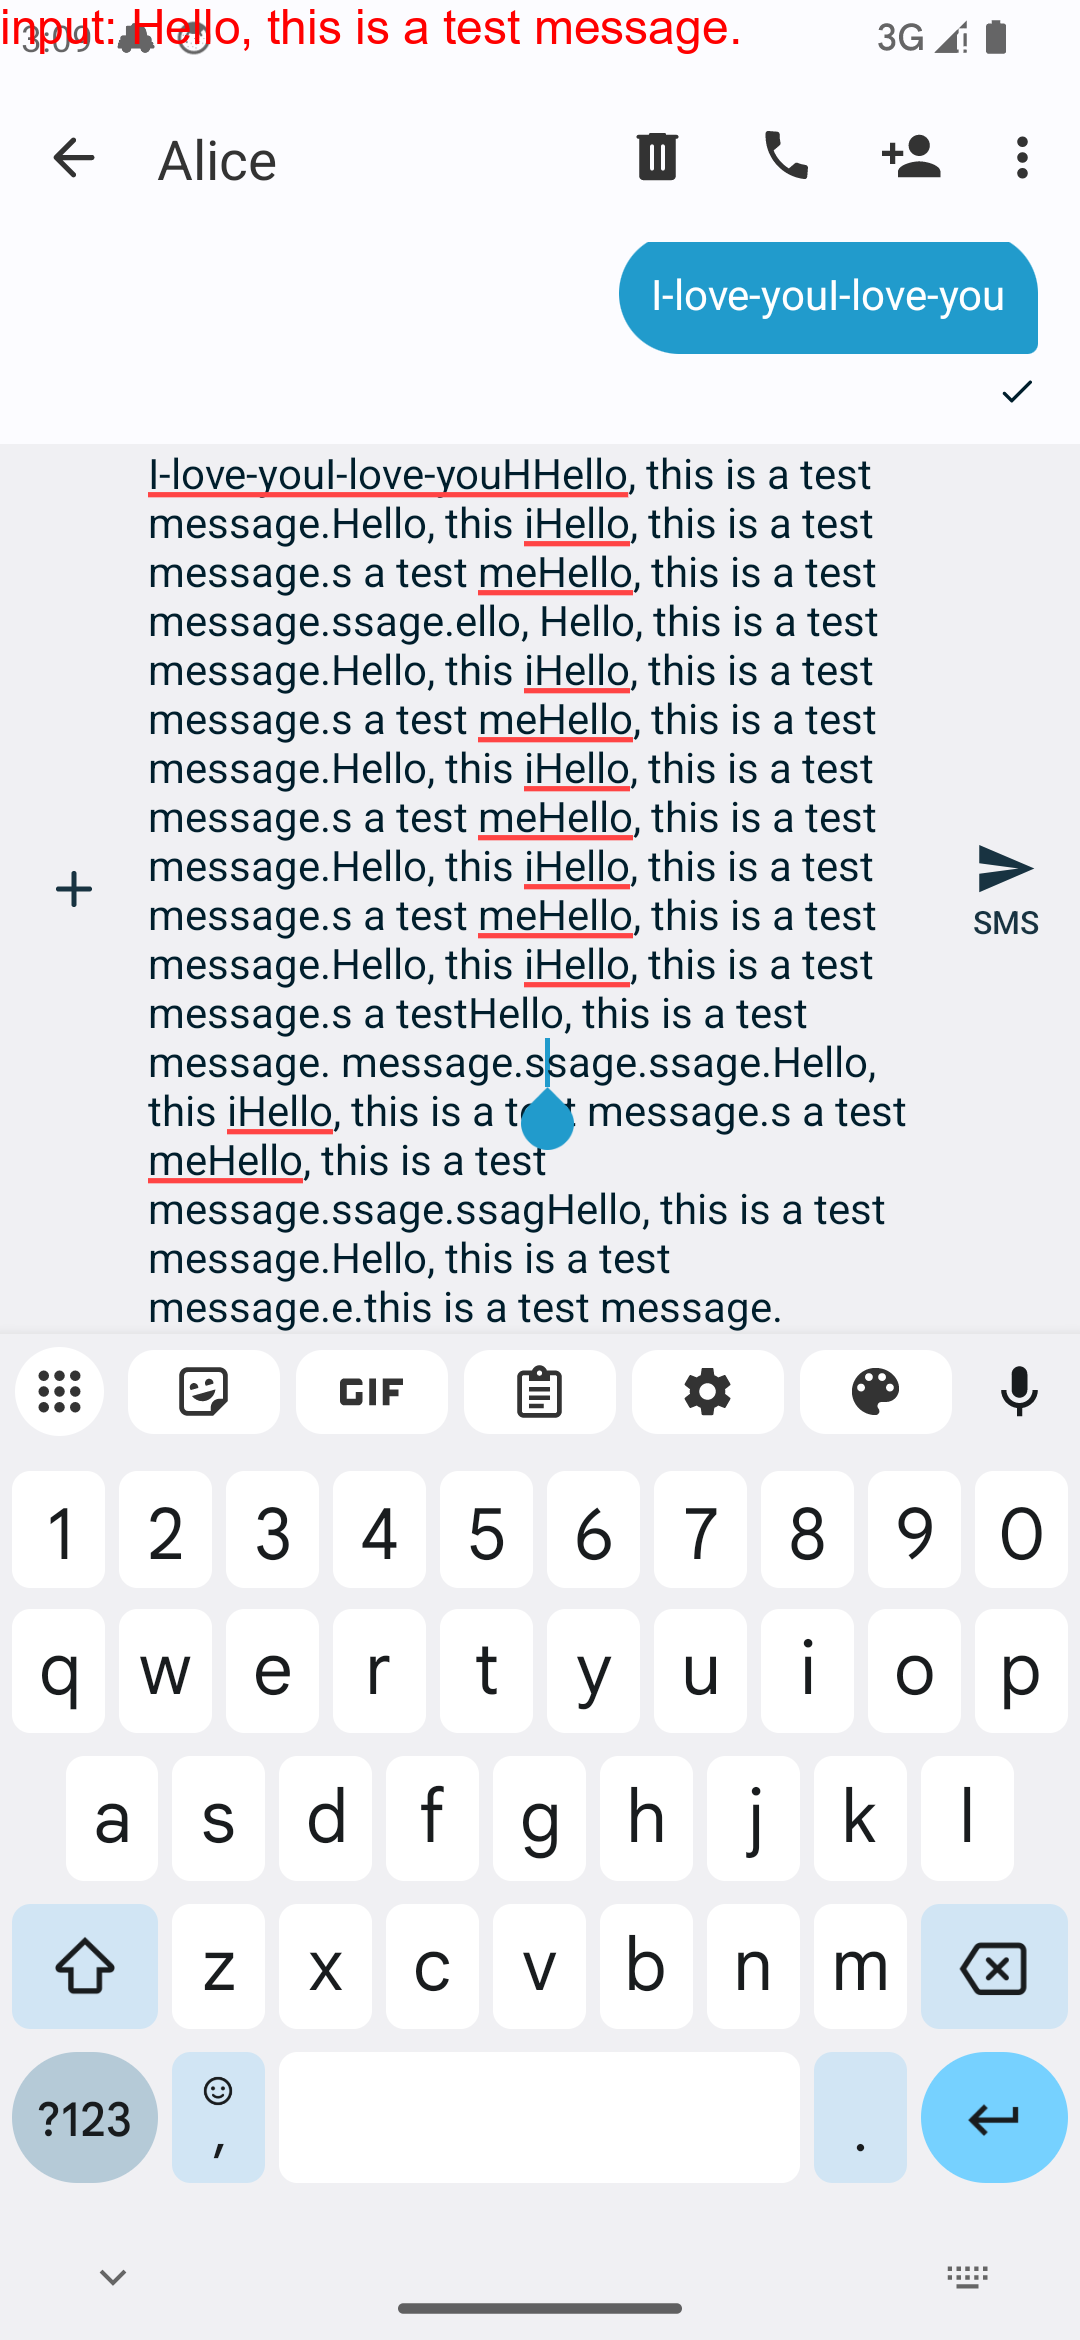 input: Hello, this is a test message.
3:09
3G
Alice
I-love-youI-love-you
I-love-youI-love-youHHello, this is a test
message.Hello, this iHello, this is a test
message.s a test meHello, this is a test
message.ssage.ello, Hello, this is a test
message.Hello, this iHello, this is a test
message.s a test meHello, this is a test
message.Hello, this iHello, this is a test
message.s a test meHello, this is a test
message.Hello, this iHello, this is a test
message.s a test meHello, this is a test
message.Hello, this iHello, this is a test
message.s a testHello, this is a test
message. message.ssage.ssage.Hello,
this iHello, this is a test message.s a test
meHello, this is a test
message.ssage.ssagHello, this is a test
message.Hello, this is a test
message.e.this is a test message.
SMS
GIF
1 2 3 4 5 6 7 8 9 0
q w e r t y u i o p
a s d f g h j k l
z x c v b n m
?123 , .